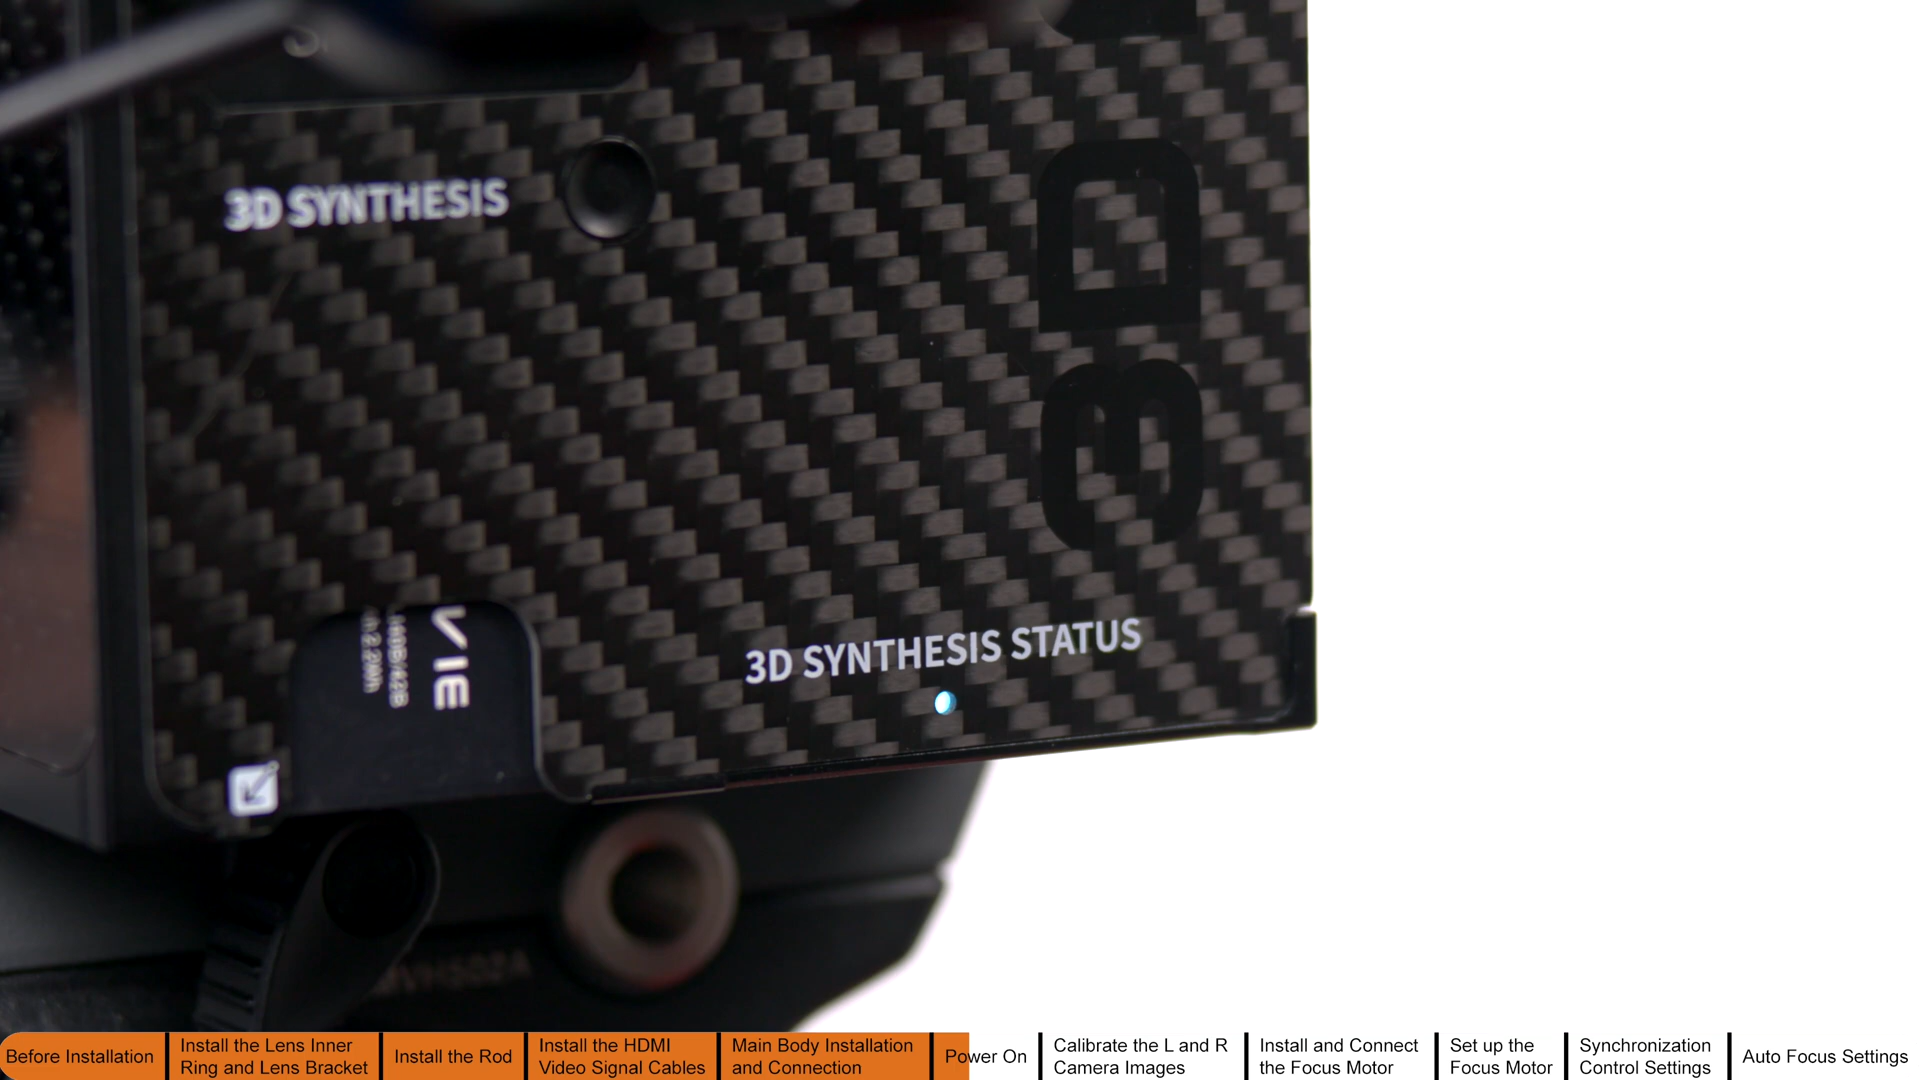 3D SYNTHESIS
3D
3D SYNTHESIS STATUS
Before Installation
Install the Lens Inner
Ring and Lens Bracket
Install the Rod
Install the HDMI
Video Signal Cables
Main Body Installation
and Connection
Power On
Calibrate the L and R
Camera Images
Install and Connect
the Focus Motor
Set up the
Focus Motor
Synchronization
Control Settings
Auto Focus Settings